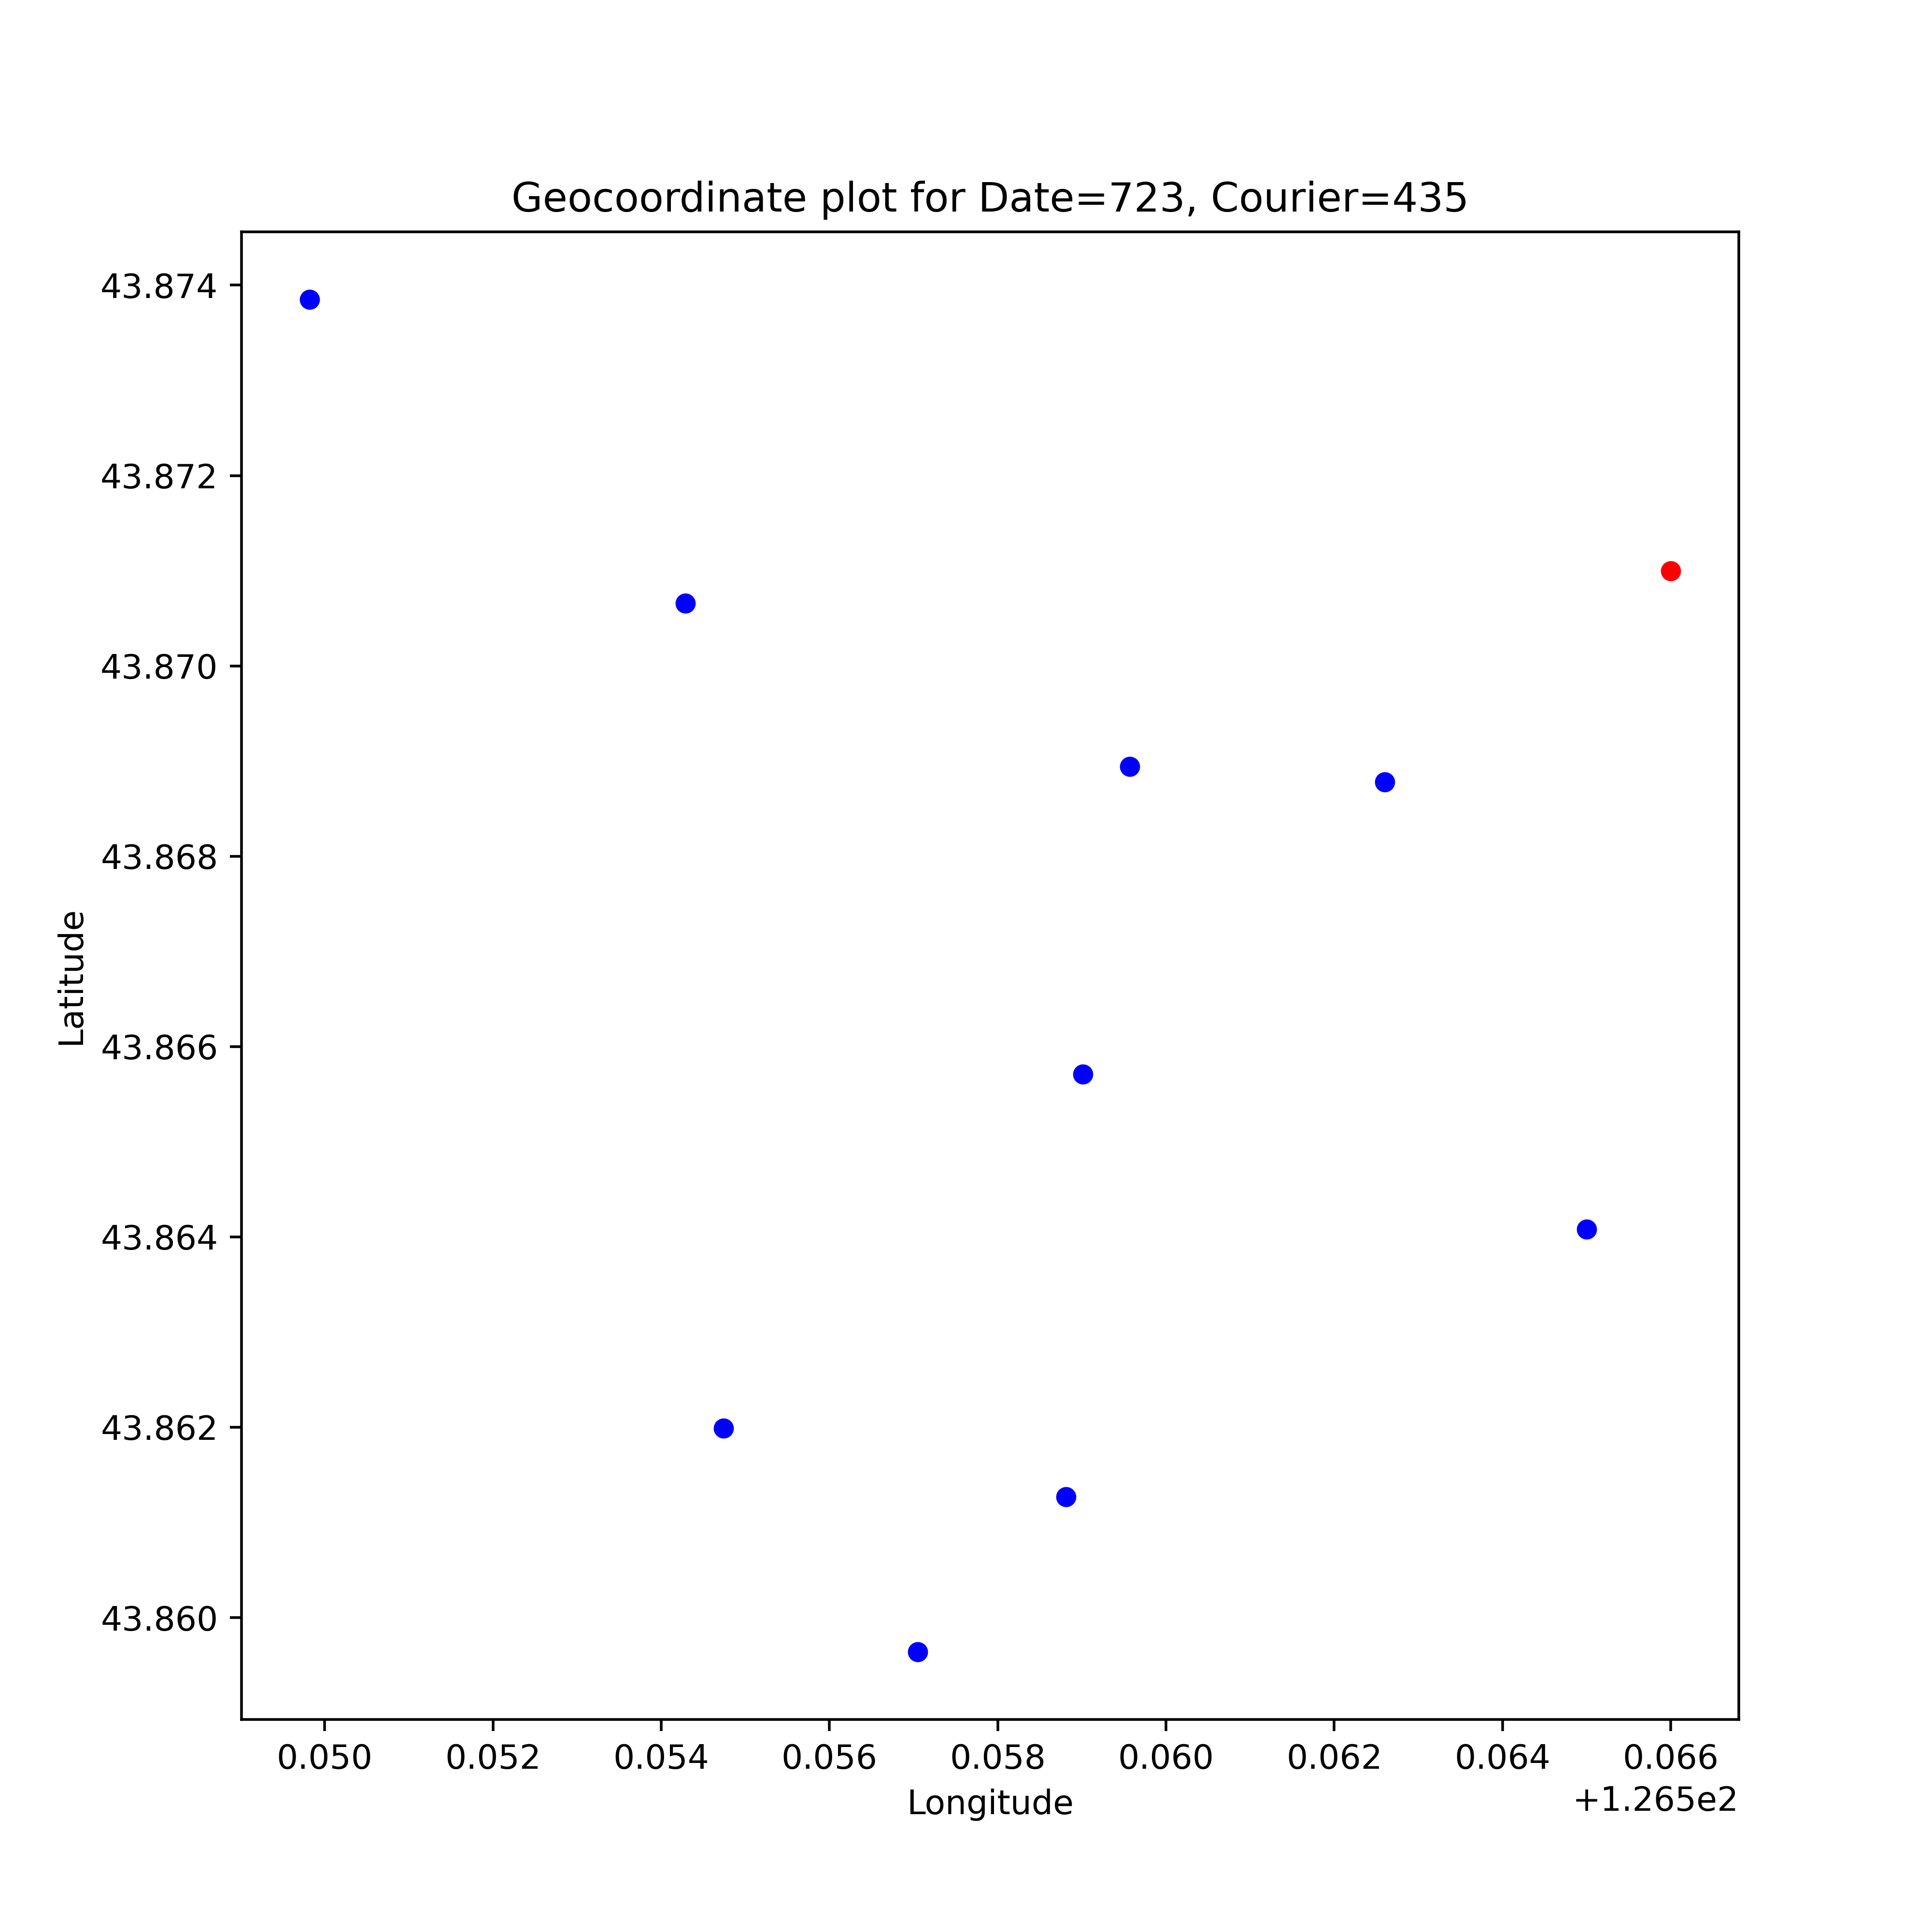 Geocoordinate plot for Date=723, Courier=435
43.874
43.872
43.870
43.868
43.866
43.864
43.862
43.860
Latitude
0.050 0.052 0.054 0.056 0.058 0.060 0.062 0.064 0.066
+1.265e2
Longitude